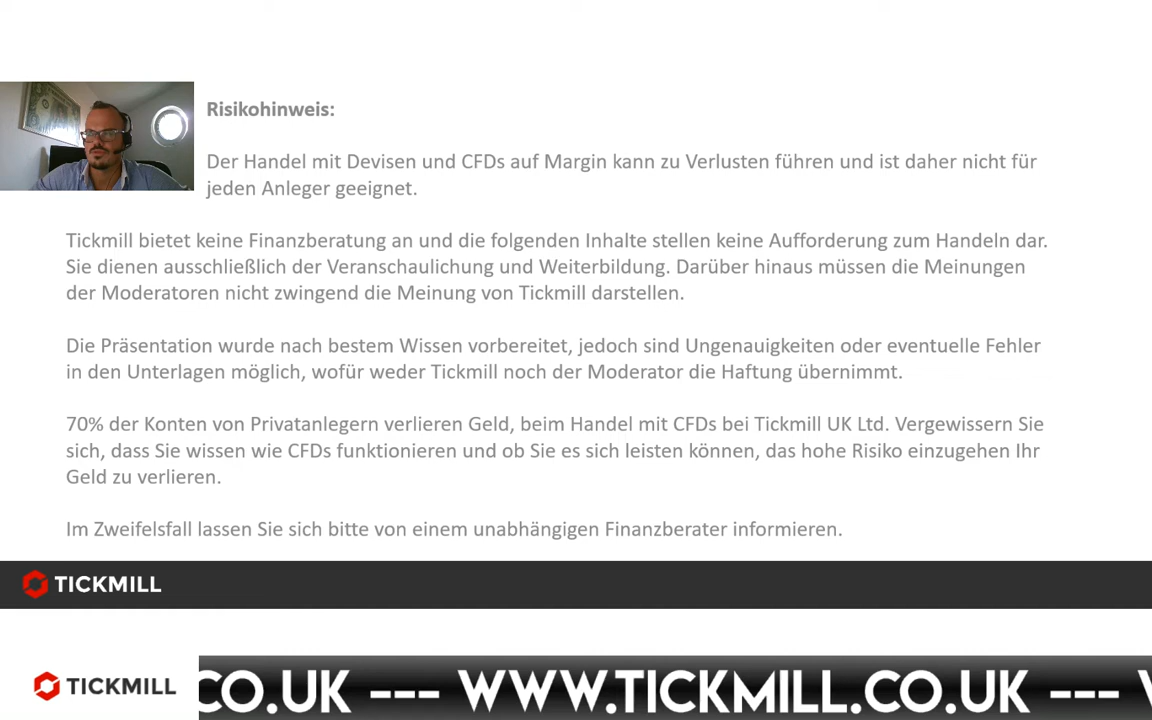 Risikohinweis:
Der Handel mit Devisen und CFDs auf Margin kann zu Verlusten führen und ist daher nicht für
jeden Anleger geeignet.
Tickmill bietet keine Finanzberatung an und die folgenden Inhalte stellen keine Aufforderung zum Handeln dar.
Sie dienen ausschließlich der Veranschaulichung und Weiterbildung. Darüber hinaus müssen die Meinungen
der Moderatoren nicht zwingend die Meinung von Tickmill darstellen.
Die Präsentation wurde nach bestem Wissen vorbereitet, jedoch sind Ungenauigkeiten oder eventuelle Fehler
in den Unterlagen möglich, wofür weder Tickmill noch der Moderator die Haftung übernimmt.
70% der Konten von Privatanlegern verlieren Geld, beim Handel mit CFDs bei Tickmill UK Ltd. Vergewissern Sie
sich, dass Sie wissen wie CFDs funktionieren und ob Sie es sich leisten können, das hohe Risiko einzugehen Ihr
Geld zu verlieren.
Im Zweifelsfall lassen Sie sich bitte von einem unabhängigen Finanzberater informieren.
TICKMILL
TICKMILL .CO.UK --- WWW.TICKMILL.CO.UK ---